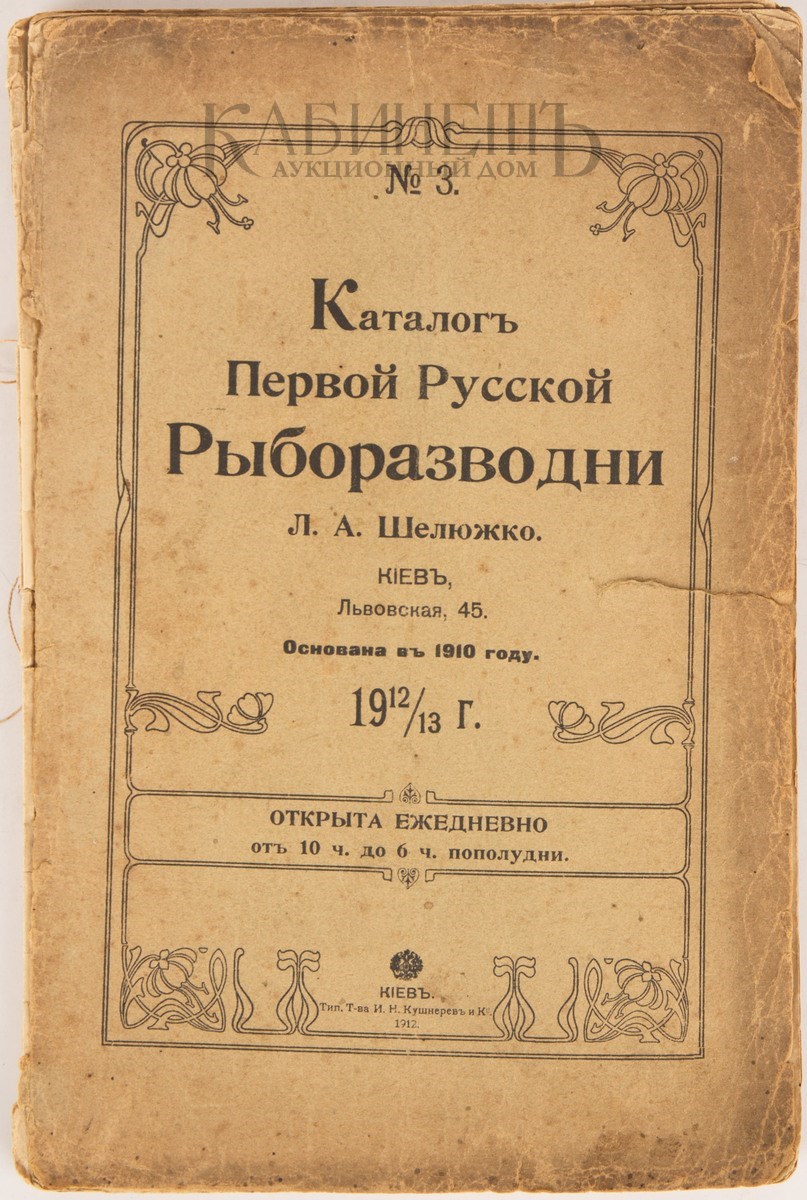 КАБИНЕТЪ
АУКЦИОННЫЙ ДОМ
№ 3.
Каталогъ
Первой Русской
Рыборазводни
Л. А. Шелюжко.
КІЕВЪ,
Львовская, 45.
Основана въ 1910 году.
19¹²/₁₃ г.
ОТКРЫТА ЕЖЕДНЕВНО
отъ 10 ч. до 6 ч. пополудни.
КІЕВЪ.
Тип. Т-ва И. Н. Кушнеревъ и Кº.
1912.